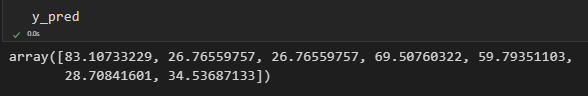 y_pred
0.0s
array([83.10733229, 26.76559757, 26.76559757, 69.50760322, 59.79351103,
28.70841601, 34.53687133])